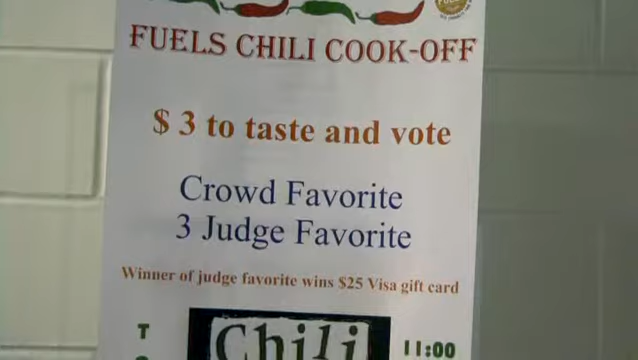 FUELS CHILI COOK-OFF
$ 3 to taste and vote
Crowd Favorite
3 Judge Favorite
Winner of judge favorite wins $25 Visa gift card
Chili
T 11:00